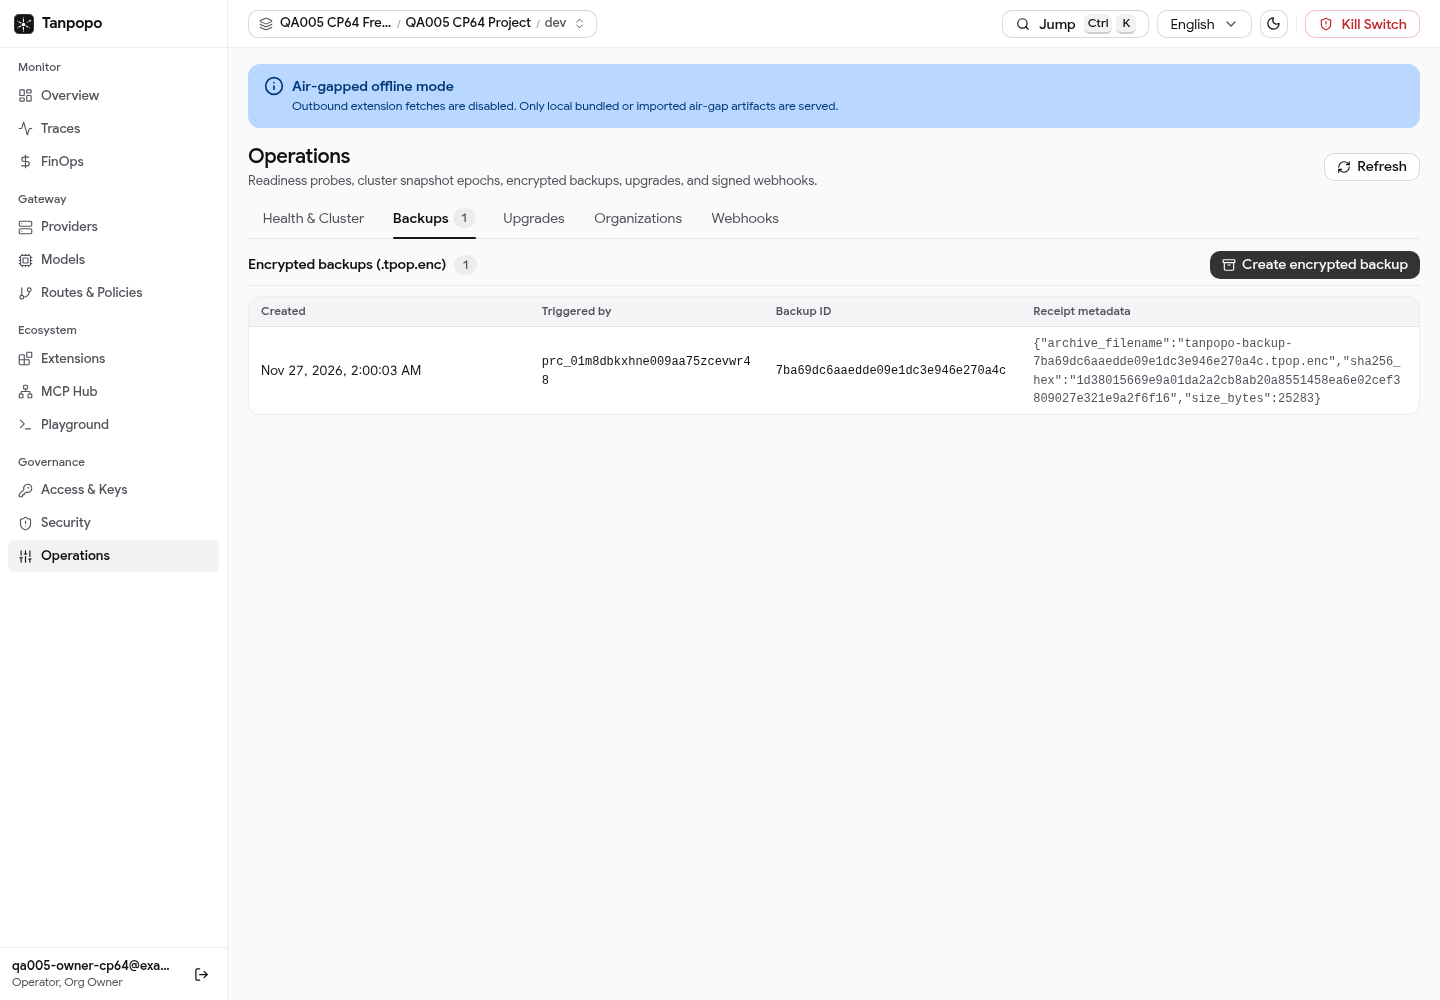 Tanpopo
QA005 CP64 Fre... / QA005 CP64 Project / dev
Jump Ctrl K
English
Kill Switch
Monitor
Overview
Traces
FinOps
Gateway
Providers
Models
Routes & Policies
Ecosystem
Extensions
MCP Hub
Playground
Governance
Access & Keys
Security
Operations
qa005-owner-cp64@exa...
Operator, Org Owner
Air-gapped offline mode
Outbound extension fetches are disabled. Only local bundled or imported air-gap artifacts are served.
Operations
Readiness probes, cluster snapshot epochs, encrypted backups, upgrades, and signed webhooks.
Refresh
Health & Cluster Backups 1 Upgrades Organizations Webhooks
Encrypted backups (.tpop.enc) 1
Create encrypted backup
Created Triggered by Backup ID Receipt metadata
Nov 27, 2026, 2:00:03 AM
prc_01m8dbkxhne009aa75zcevwr4
8
7ba69dc6aaedde09e1dc3e946e270a4c
{"archive_filename":"tanpopo-backup-
7ba69dc6aaedde09e1dc3e946e270a4c.tpop.enc","sha256_
hex":"1d38015669e9a01da2a2cb8ab20a8551458ea6e02cef3
809027e321e9a2f6f16","size_bytes":25283}